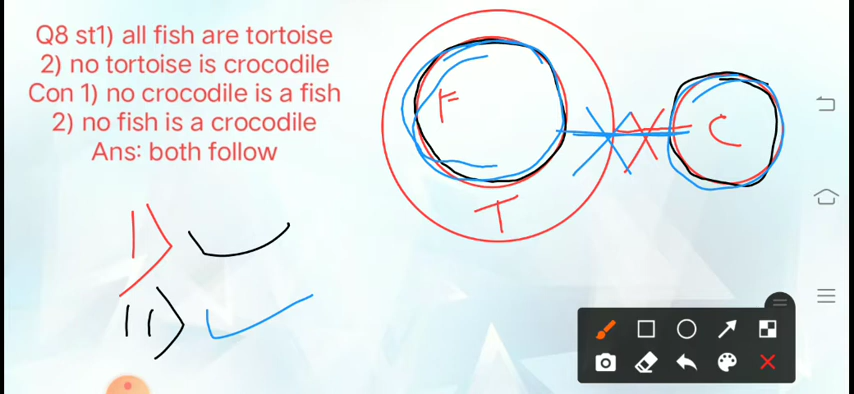 Q8 st1) all fish are tortoise
2) no tortoise is crocodile
Con 1) no crocodile is a fish
2) no fish is a crocodile
Ans: both follow
F
T
C
I)
II)